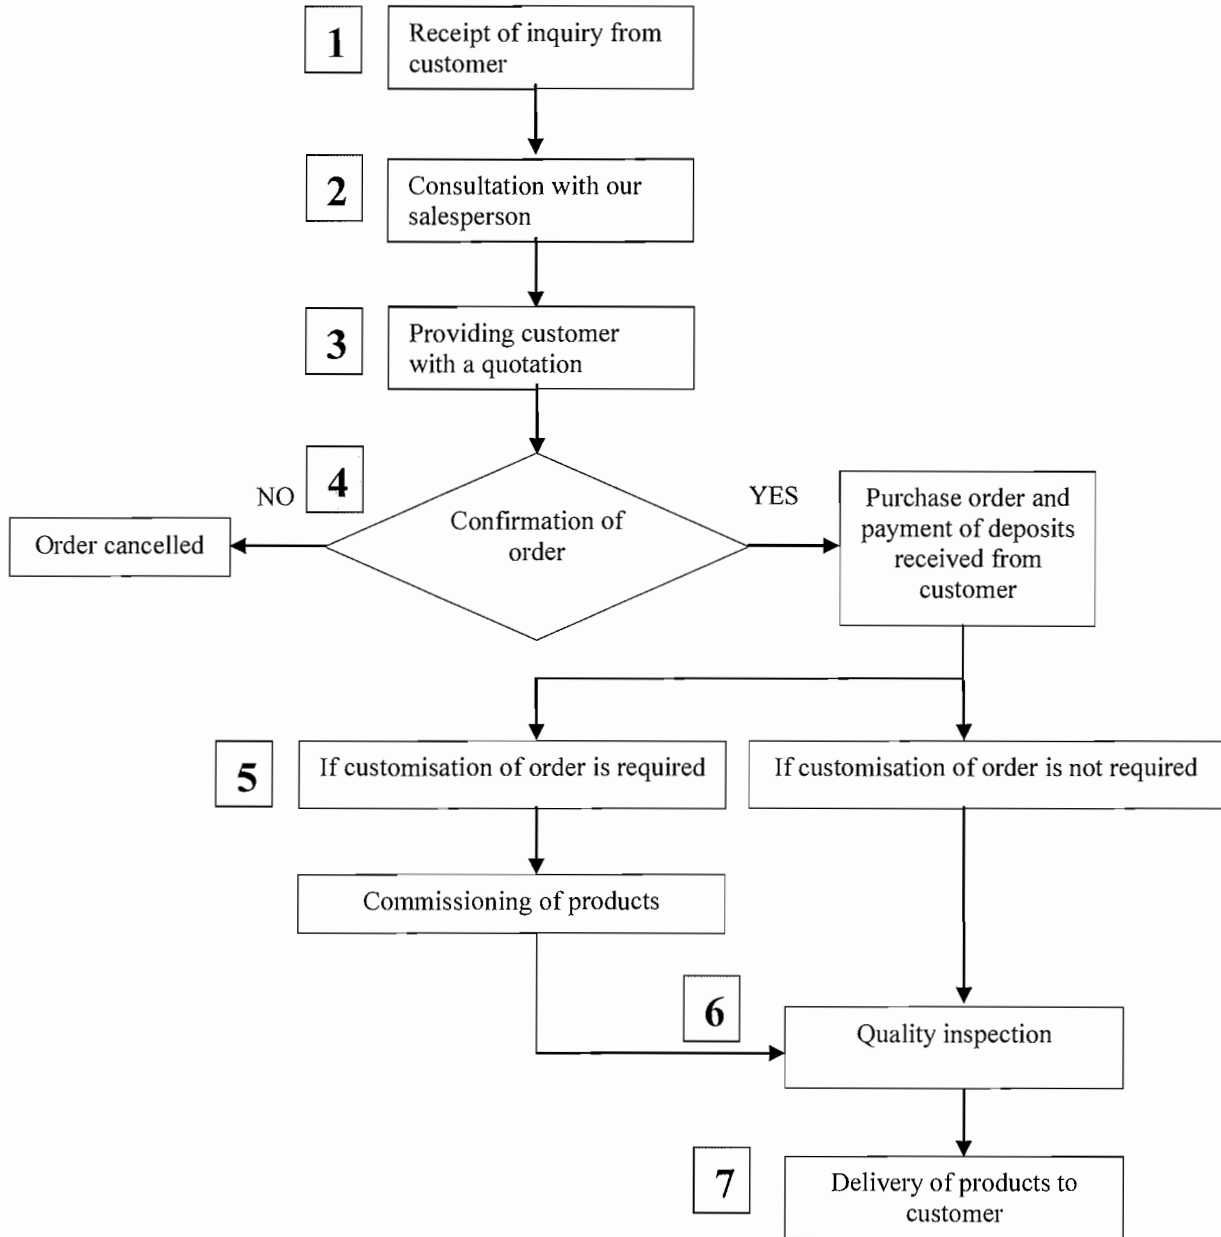 1
Receipt of inquiry from
customer
2
Consultation with our
salesperson
3
Providing customer
with a quotation
4
NO
YES
Confirmation of
order
Order cancelled
Purchase order and
payment of deposits
received from
customer
5
If customisation of order is required
If customisation of order is not required
Commissioning of products
6
Quality inspection
7
Delivery of products to
customer